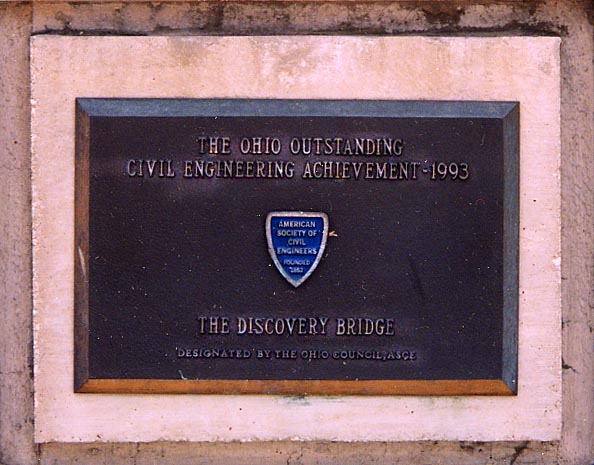 THE OHIO OUTSTANDING
CIVIL ENGINEERING ACHIEVEMENT-1993
AMERICAN
SOCIETY OF
CIVIL
ENGINEERS
FOUNDED
1852
THE DISCOVERY BRIDGE
DESIGNATED BY THE OHIO COUNCIL, ASCE